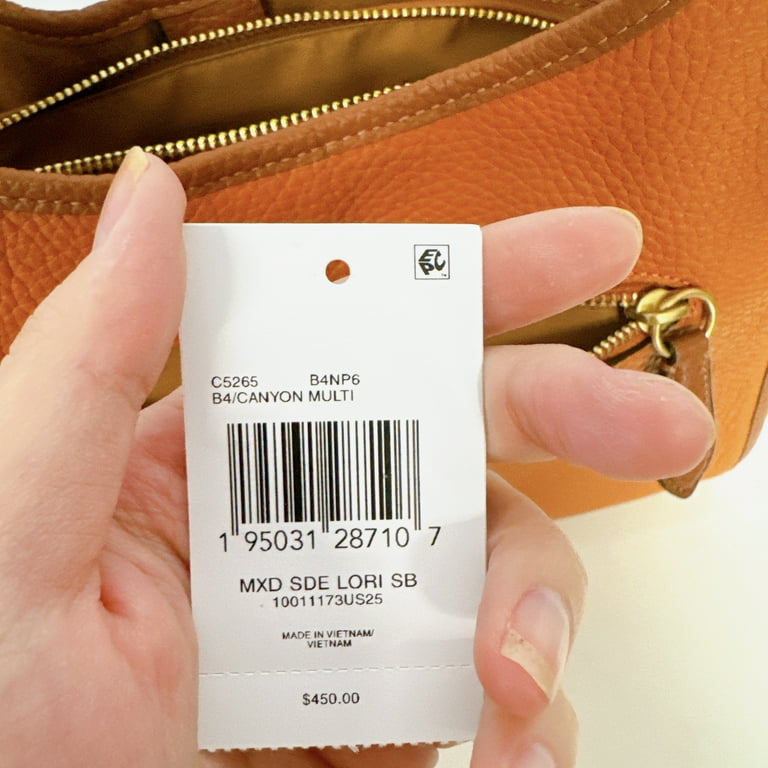 EPC
C5265 B4NP6
B4/CANYON MULTI
1 95031 28710 7
MXD SDE LORI SB
10011173US25
MADE IN VIETNAM/
VIETNAM
$450.00